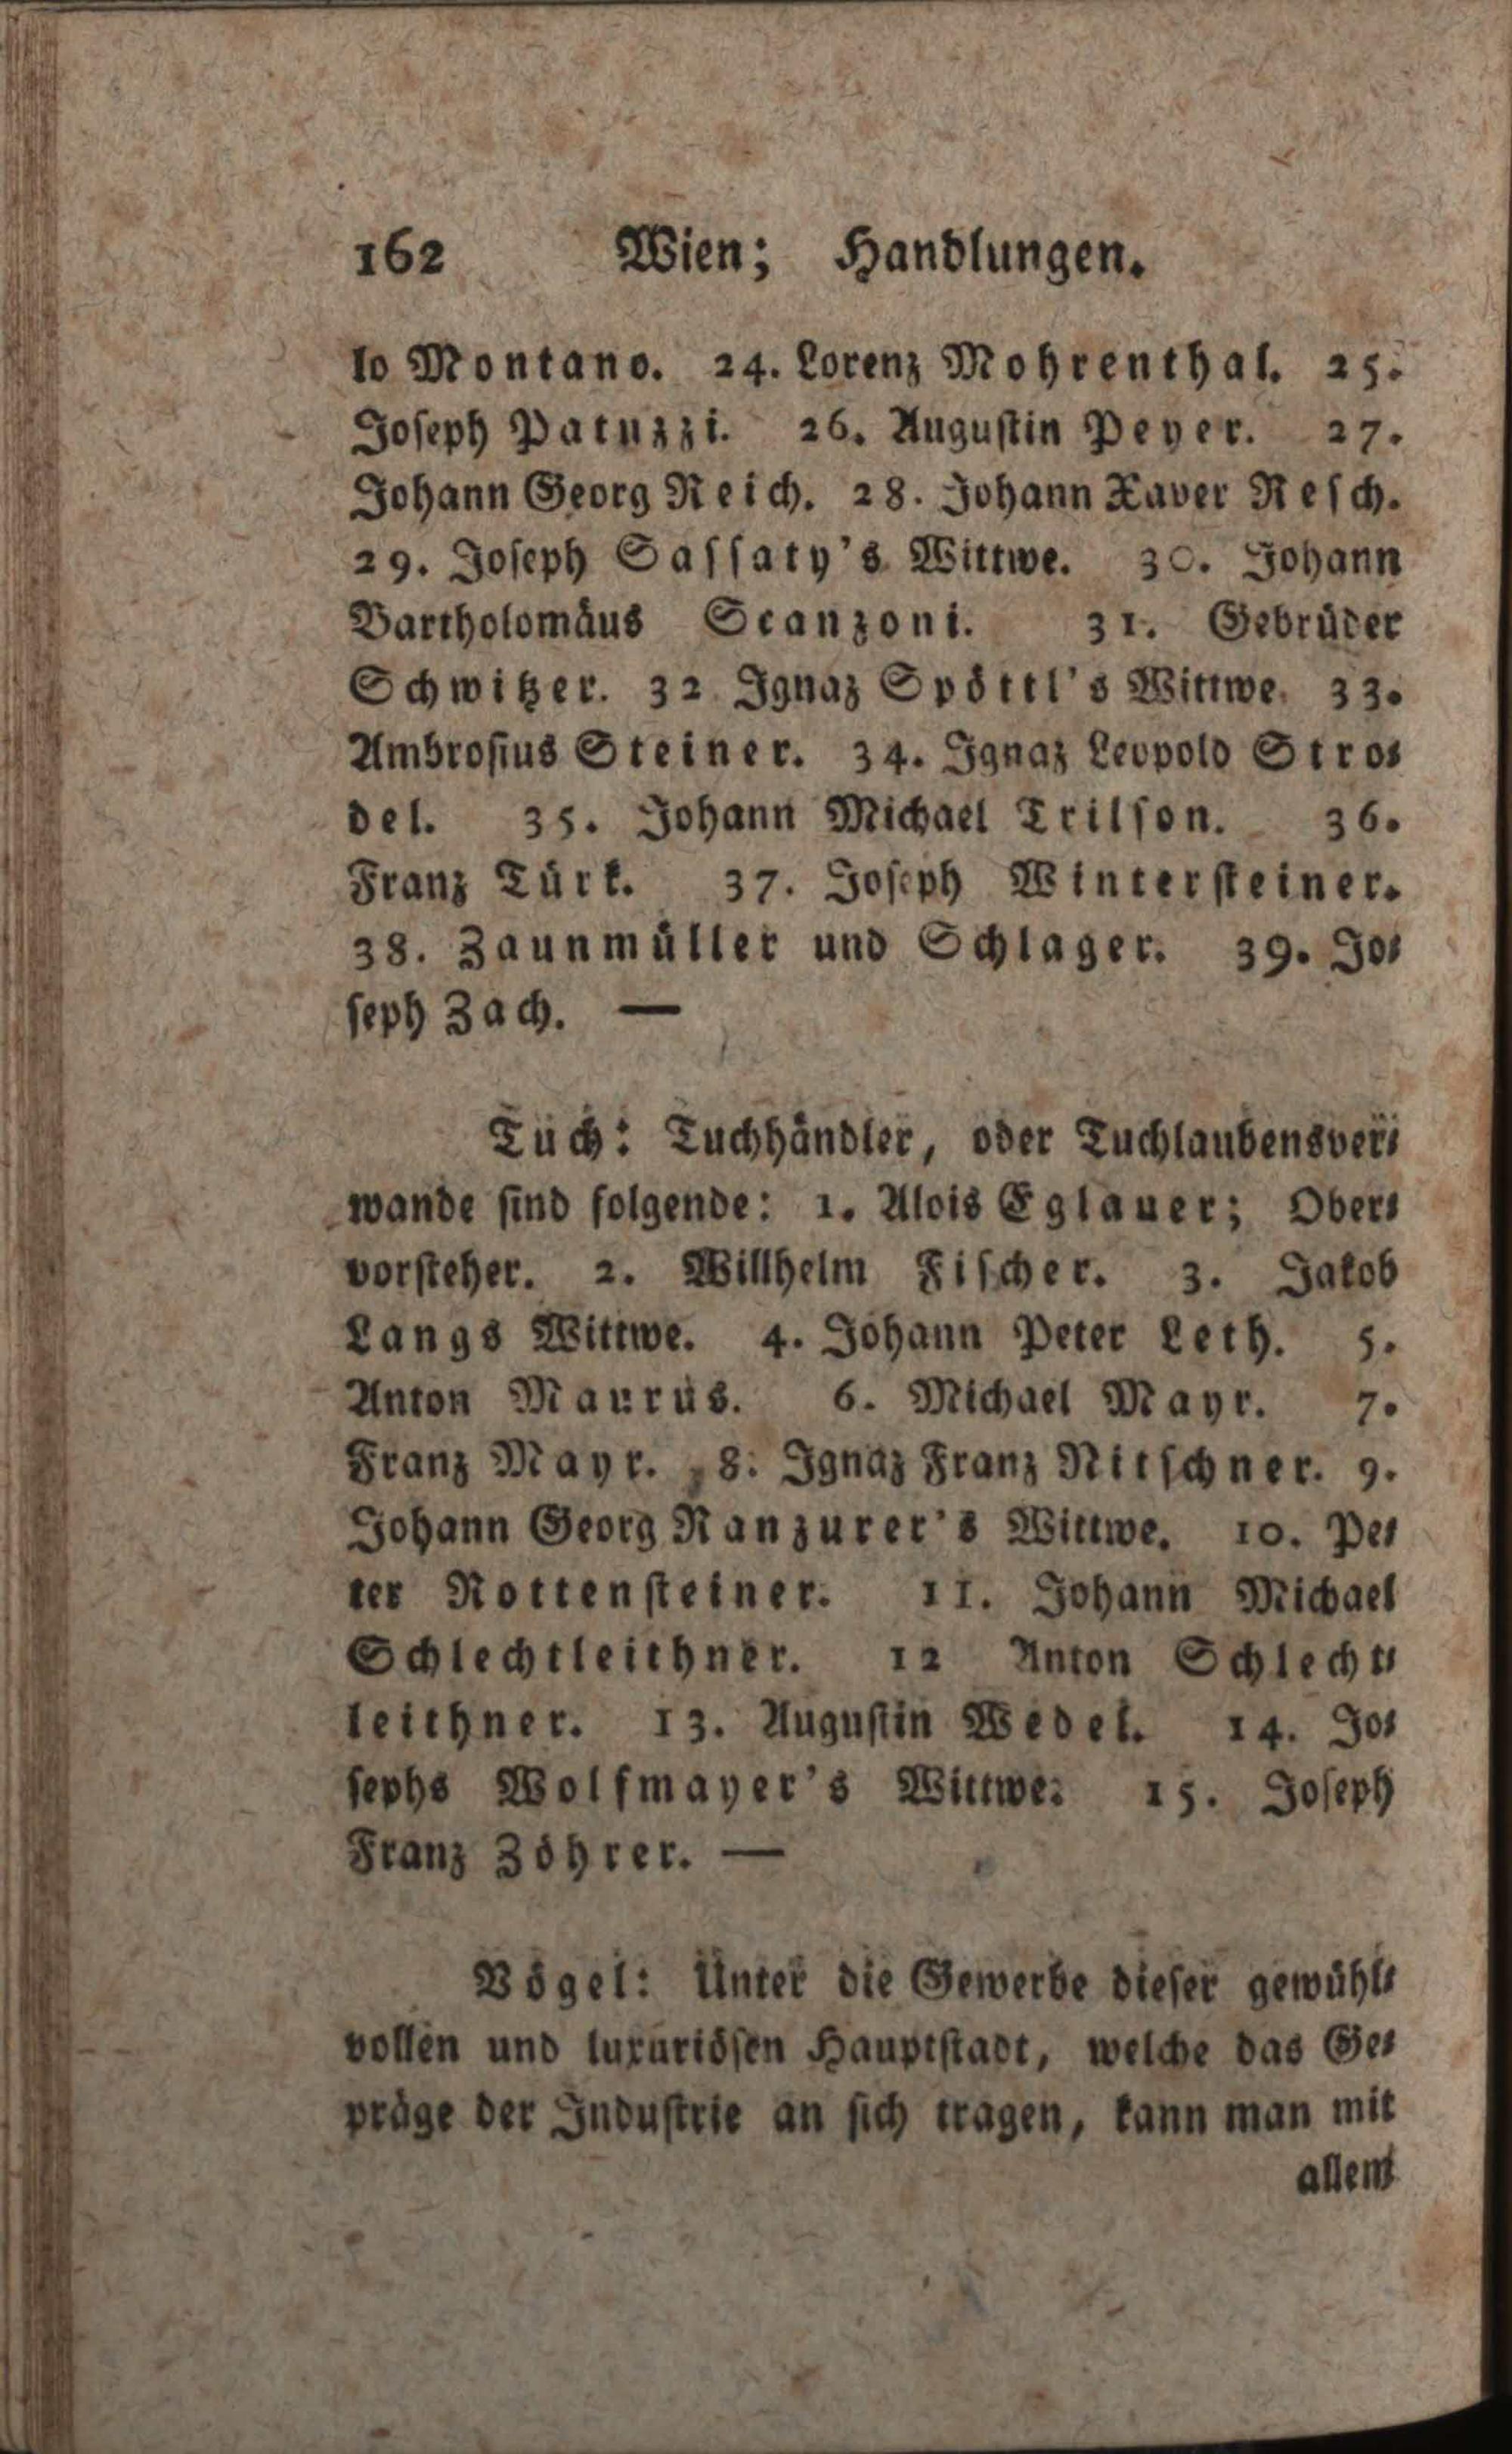 162 Wien; Handlungen.
lo Montano. 24. Lorenz Mohrenthal. 25.
Joseph Patuzzi. 26. Augustin Peyer. 27.
Johann Georg Reich. 28. Johann Xaver Resch.
29. Joseph Sassaty's Wittwe. 30. Johann
Bartholomäus Scanzoni. 31. Gebrüder
Schwitzer. 32 Ignaz Spöttl's Wittwe. 33.
Ambrosius Steiner. 34. Ignaz Leopold Stro-
del. 35. Johann Michael Trilson. 36.
Franz Türk. 37. Joseph Wintersteiner.
38. Zaunmüller und Schlager. 39. Jo-
seph Zach. —
Tuch: Tuchhändler, oder Tuchlaubensver-
wande sind folgende: 1. Alois Eglauer; Ober-
vorsteher. 2. Willhelm Fischer. 3. Jakob
Langs Wittwe. 4. Johann Peter Leth. 5.
Anton Maurus. 6. Michael Mayr. 7.
Franz Mayr. 8. Ignaz Franz Nitschner. 9.
Johann Georg Ranzurer's Wittwe. 10. Pe-
ter Rottensteiner. 11. Johann Michael
Schlechtleithner. 12 Anton Schlecht-
leithner. 13. Augustin Wedel. 14. Jo-
sephs Wolfmayer's Wittwe. 15. Joseph
Franz Zöhrer. —
Vögel: Unter die Gewerbe dieser gewühl-
vollen und luxuriösen Hauptstadt, welche das Ge-
präge der Industrie an sich tragen, kann man mit
allem